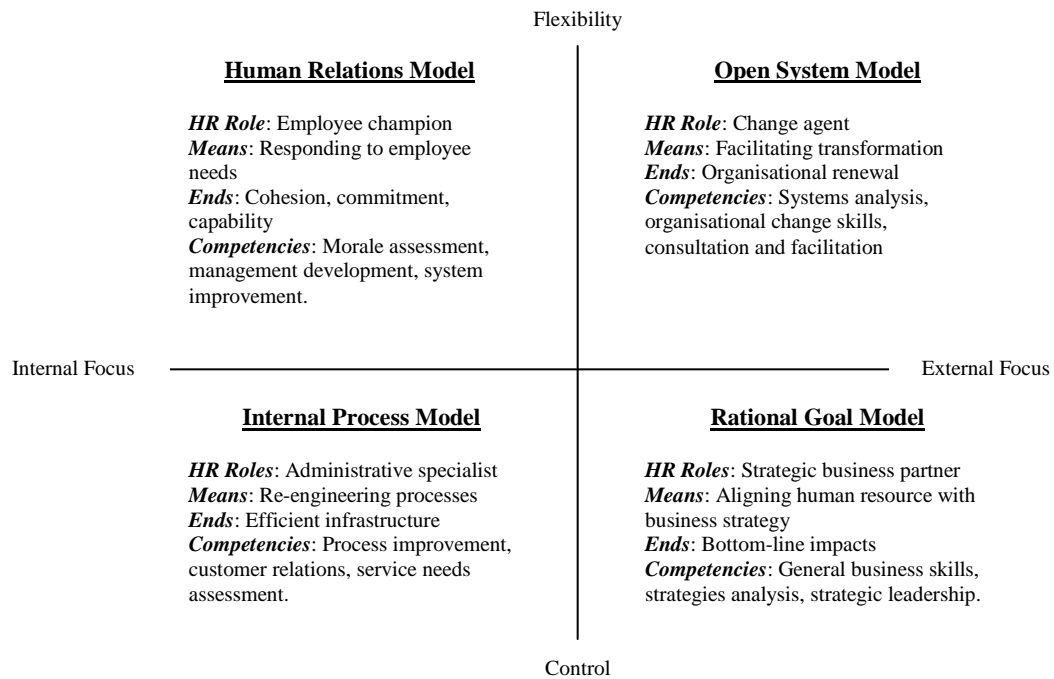 Flexibility
Human Relations Model
HR Role: Employee champion
Means: Responding to employee
needs
Ends: Cohesion, commitment,
capability
Competencies: Morale assessment,
management development, system
improvement.
Open System Model
HR Role: Change agent
Means: Facilitating transformation
Ends: Organisational renewal
Competencies: Systems analysis,
organisational change skills,
consultation and facilitation
Internal Focus
External Focus
Internal Process Model
HR Roles: Administrative specialist
Means: Re-engineering processes
Ends: Efficient infrastructure
Competencies: Process improvement,
customer relations, service needs
assessment.
Rational Goal Model
HR Roles: Strategic business partner
Means: Aligning human resource with
business strategy
Ends: Bottom-line impacts
Competencies: General business skills,
strategies analysis, strategic leadership.
Control